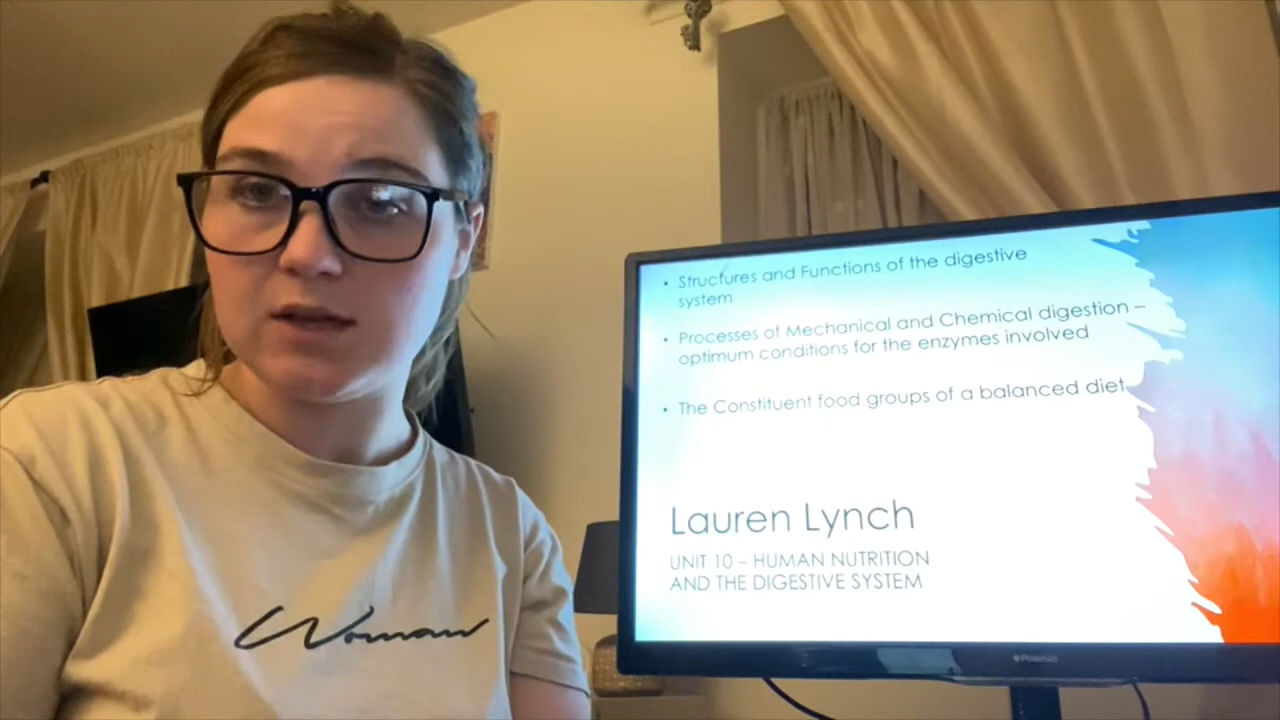 • Structures and Functions of the digestive
system
• Processes of Mechanical and Chemical digestion –
optimum conditions for the enzymes involved
• The Constituent food groups of a balanced diet
Lauren Lynch
UNIT 10 – HUMAN NUTRITION
AND THE DIGESTIVE SYSTEM
Woman
POLAROID